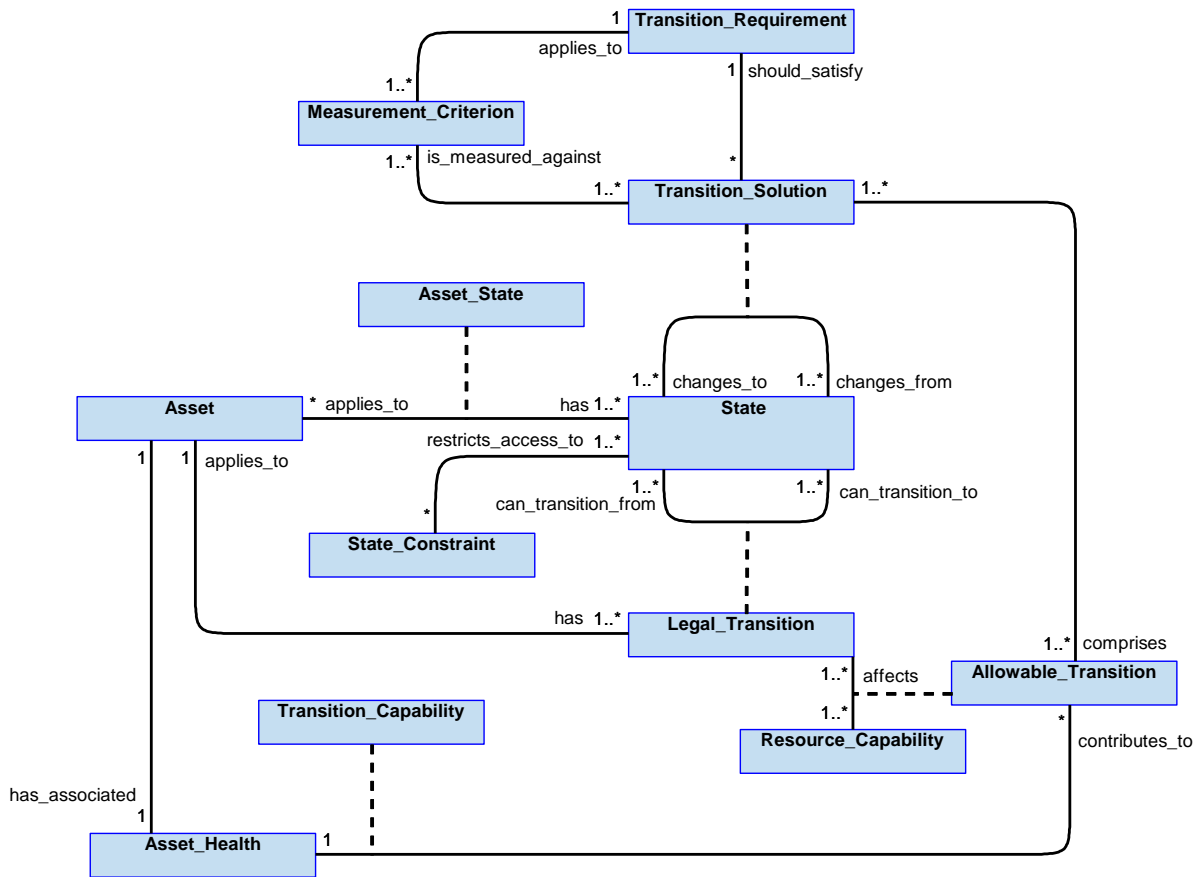 1
Transition_Requirement
applies_to
1
should_satisfy
1..*
Measurement_Criterion
1..*
is_measured_against
*
1..*
Transition_Solution
1..*
Asset_State
1..*
changes_to
1..*
changes_from
Asset
*
applies_to
has
1..*
State
restricts_access_to
1..*
1
1
applies_to
1..*
can_transition_from
1..*
can_transition_to
*
State_Constraint
has
1..*
Legal_Transition
1..*
comprises
1..*
affects
Allowable_Transition
Transition_Capability
1..*
*
Resource_Capability
contributes_to
has_associated
1
Asset_Health
1